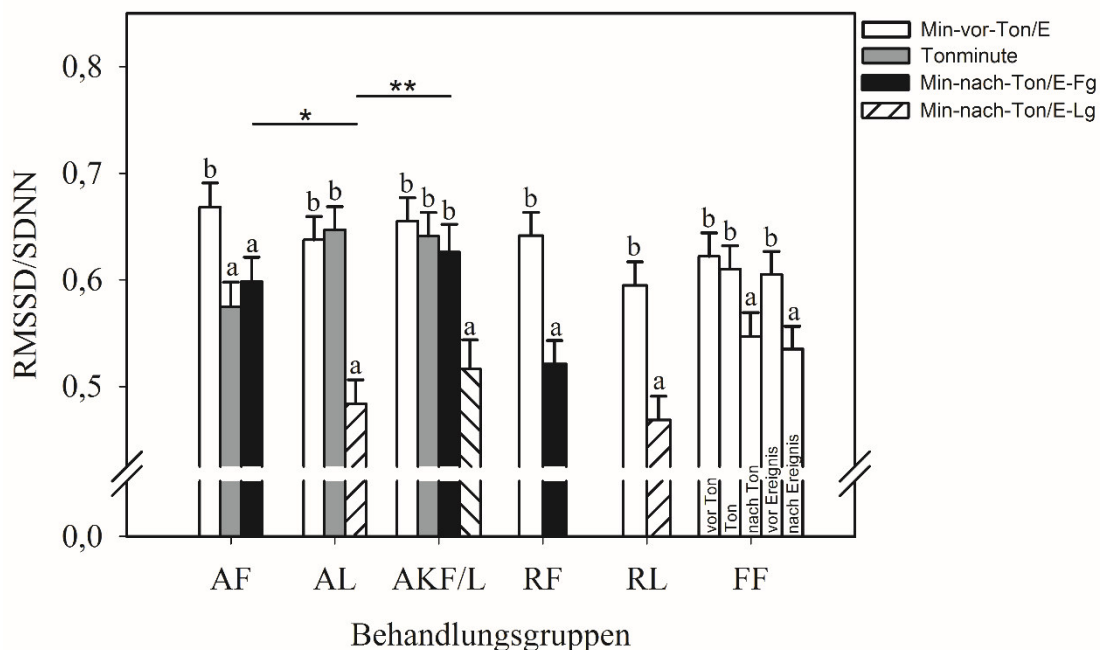 Min-vor-Ton/E
Tonminute
Min-nach-Ton/E-Fg
Min-nach-Ton/E-Lg
RMSSD/SDNN
0,8
0,7
0,6
0,5
0,0
* **
b a a b b a b b b a b a b a b b a b a
vor Ton
Ton
nach Ton
vor Ereignis
nach Ereignis
AF AL AKF/L RF RL FF
Behandlungsgruppen